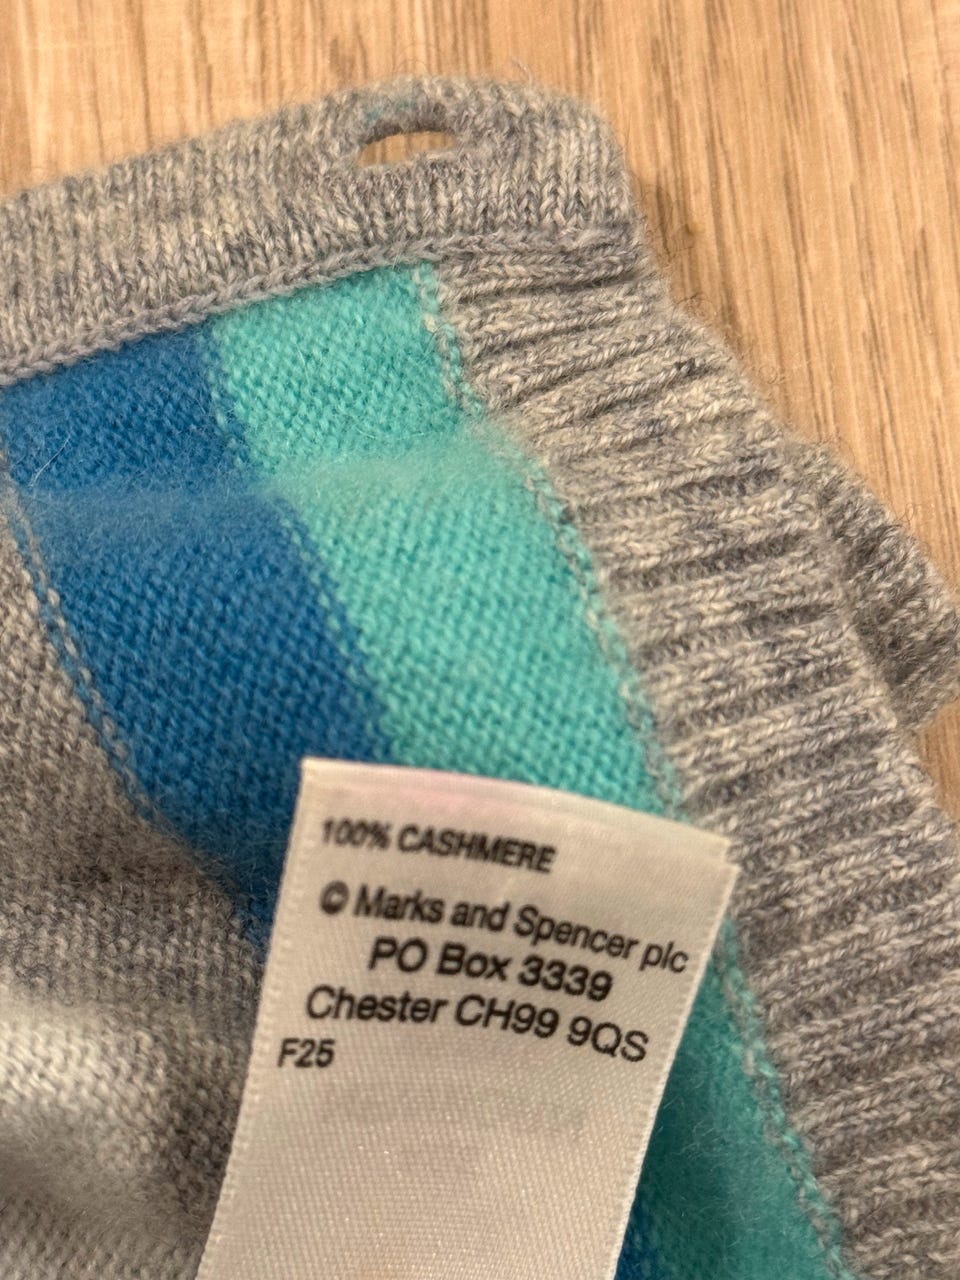 100% CASHMERE
© Marks and Spencer plc
PO Box 3339
Chester CH99 9QS
F25